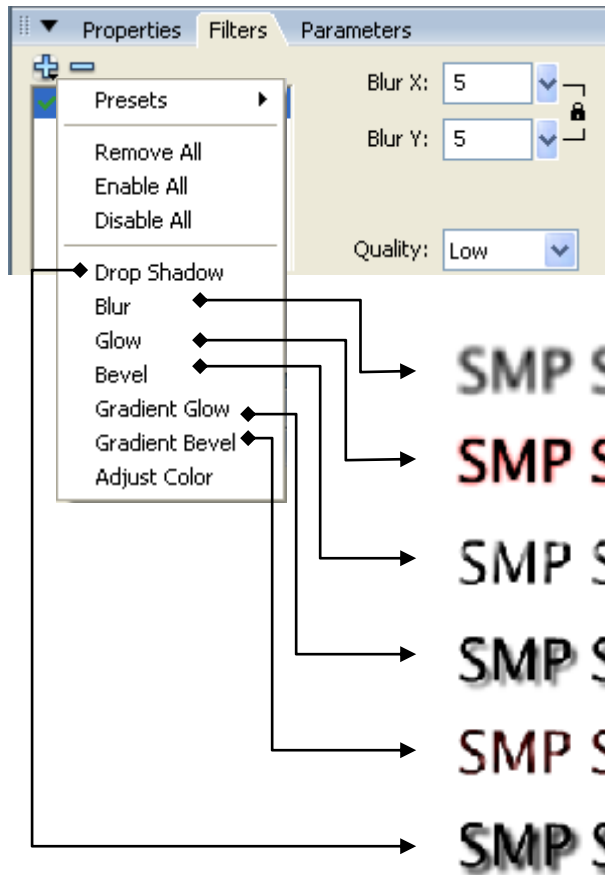 Properties Filters Parameters
Blur X: 5
Presets
Blur Y: 5
Remove All
Enable All
Disable All
Quality: Low
Drop Shadow
Blur
Glow
Bevel
Gradient Glow
Gradient Bevel
Adjust Color
SMP S
SMP S
SMP S
SMP S
SMP S
SMP S